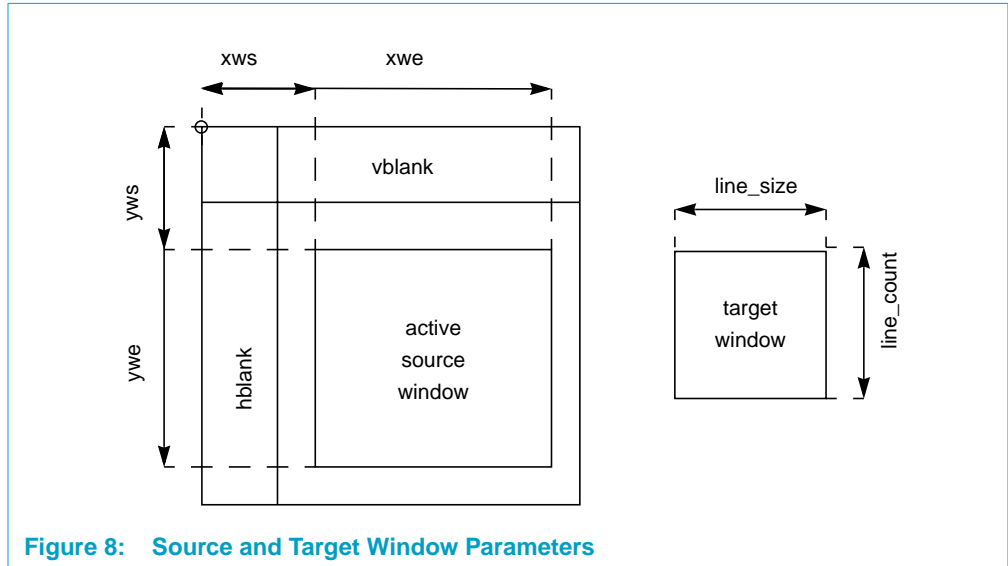 xws
xwe
vblank
yws
line_size
line_count
target
window
active
source
window
ywe
hblank
Figure 8: Source and Target Window Parameters